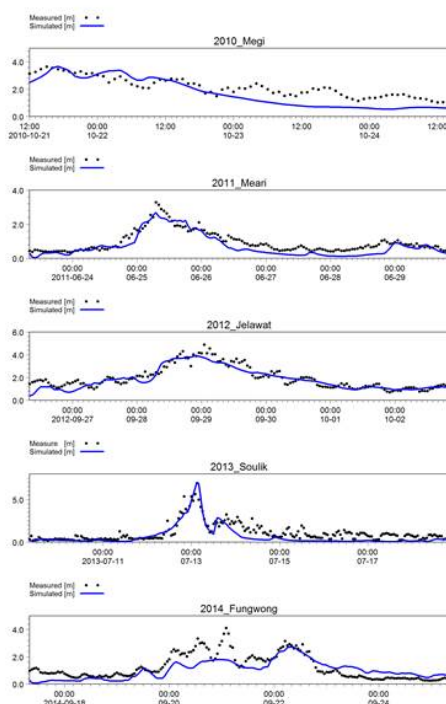 Measured [m]
Simulated [m]
2010_Megi
4.0
2.0
0.0
12:00 00:00 12:00 00:00 12:00 00:00 12:00
2010-10-21 10-22 10-23 10-24
Measured [m]
Simulated [m]
2011_Meari
4.0
2.0
0.0
00:00 00:00 00:00 00:00 00:00 00:00
2011-06-24 06-25 06-26 06-27 06-28 06-29
Measured [m]
Simulated [m]
2012_Jelawat
6.0
4.0
2.0
0.0
00:00 00:00 00:00 00:00 00:00 00:00
2012-09-27 09-28 09-29 09-30 10-01 10-02
Measure [m]
Simulated [m]
2013_Soulik
5.0
0.0
00:00 00:00 00:00 00:00
2013-07-11 07-13 07-15 07-17
Measured [m]
Simulated [m]
2014_Fungwong
4.0
2.0
0.0
00:00 00:00 00:00 00:00
2014-09-18 09-20 09-22 09-24